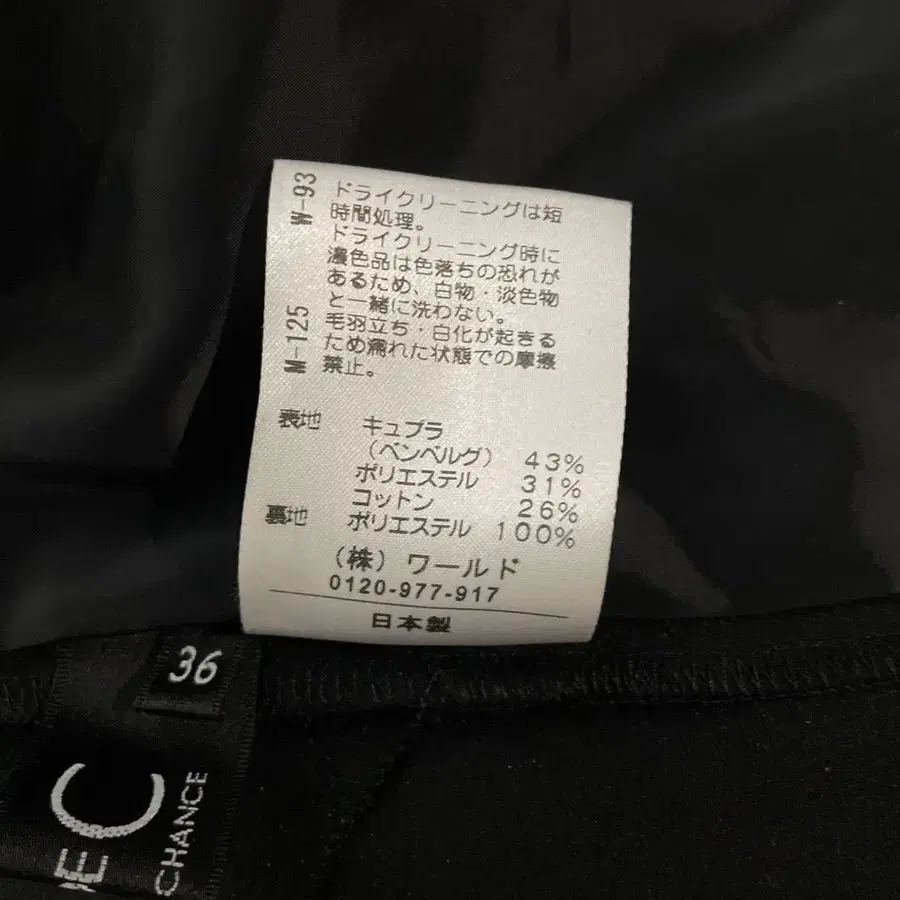 W-93
M-125
ドライクリーニングは短
時間処理。
ドライクリーニング時に
濃色品は色落ちの恐れが
あるため、白物・淡色物
と一緒に洗わない。
毛羽立ち・白化が起きる
ため濡れた状態での摩擦
禁止。
表地 キュプラ
(ベンベルグ) 43%
ポリエステル 31%
コットン 26%
裏地 ポリエステル 100%
(株)ワールド
0120-977-917
日本製
36
C
CHANCE